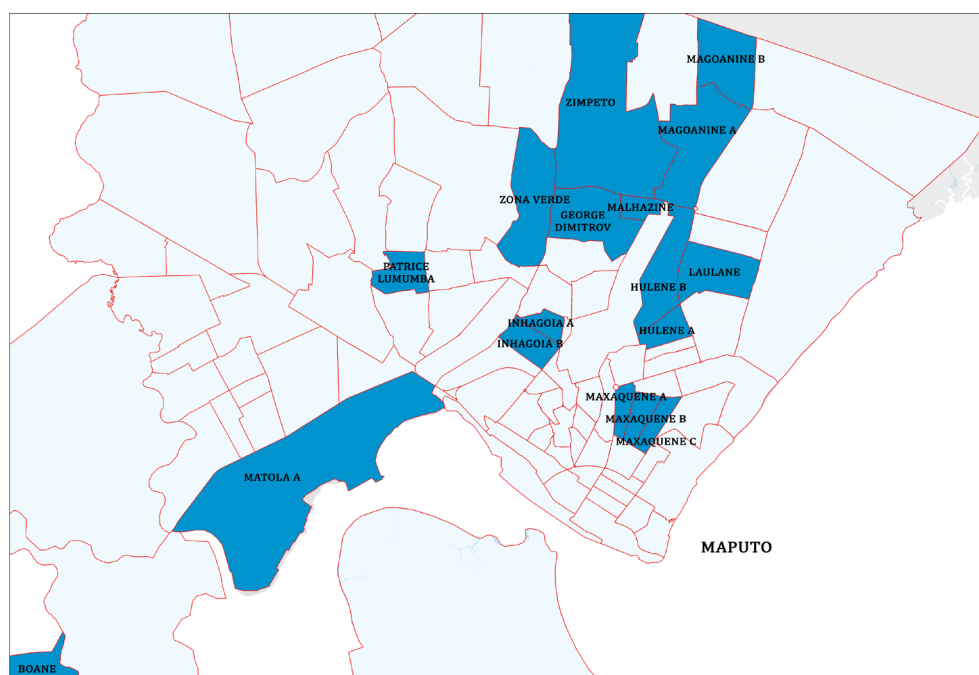 MAGOANINE B
ZIMPETO
MAGOANINE A
ZONA VERDE
MALHAZINE
GEORGE
DIMITROV
PATRICE
LUMUMBA
LAULANE
HULENE B
INHAGOIA A
HULENE A
INHAGOIA B
MAXAQUENE A
MAXAQUENE B
MAXAQUENE C
MATOLA A
MAPUTO
BOANE